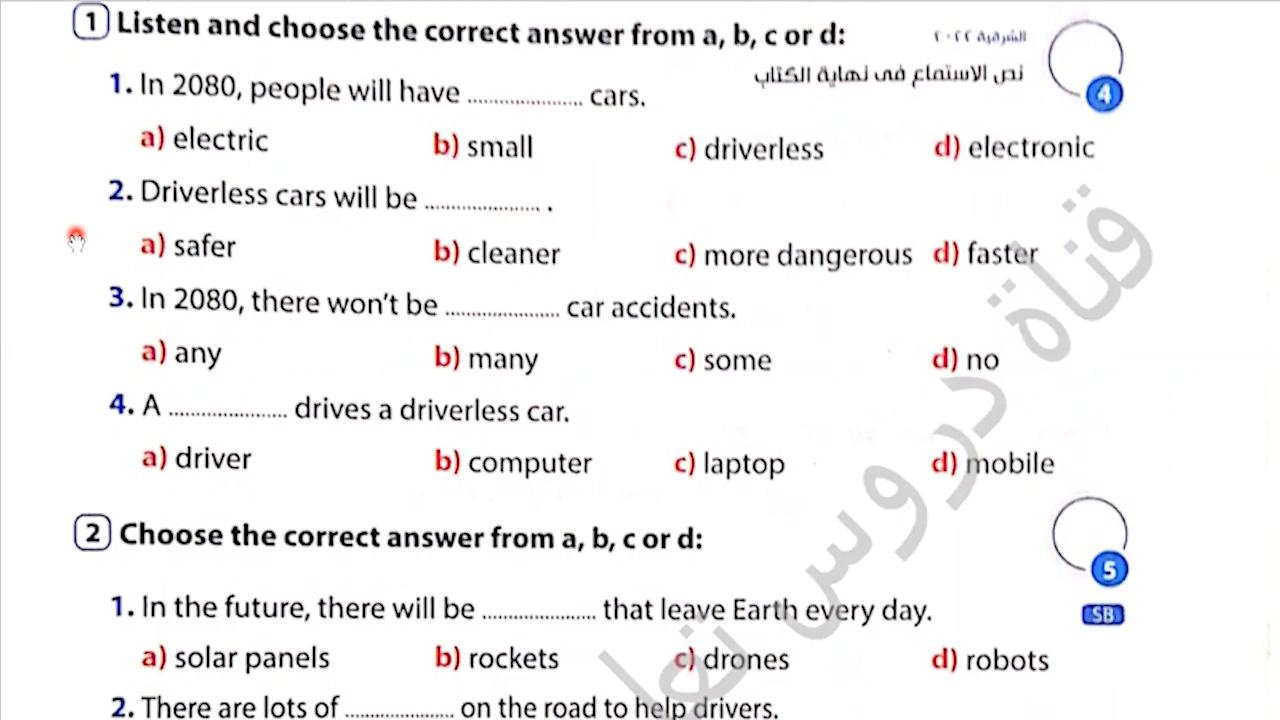 1 Listen and choose the correct answer from a, b, c or d:
الشرقية ٢٠٢٢
نص الاستماع فى نهاية الكتاب
4
1. In 2080, people will have ..................... cars.
a) electric b) small c) driverless d) electronic
2. Driverless cars will be ..................... .
a) safer b) cleaner c) more dangerous d) faster
3. In 2080, there won't be ..................... car accidents.
a) any b) many c) some d) no
4. A ..................... drives a driverless car.
a) driver b) computer c) laptop d) mobile
2 Choose the correct answer from a, b, c or d:
5
SB
1. In the future, there will be ..................... that leave Earth every day.
a) solar panels b) rockets c) drones d) robots
2. There are lots of ..................... on the road to help drivers.
قناة دروس